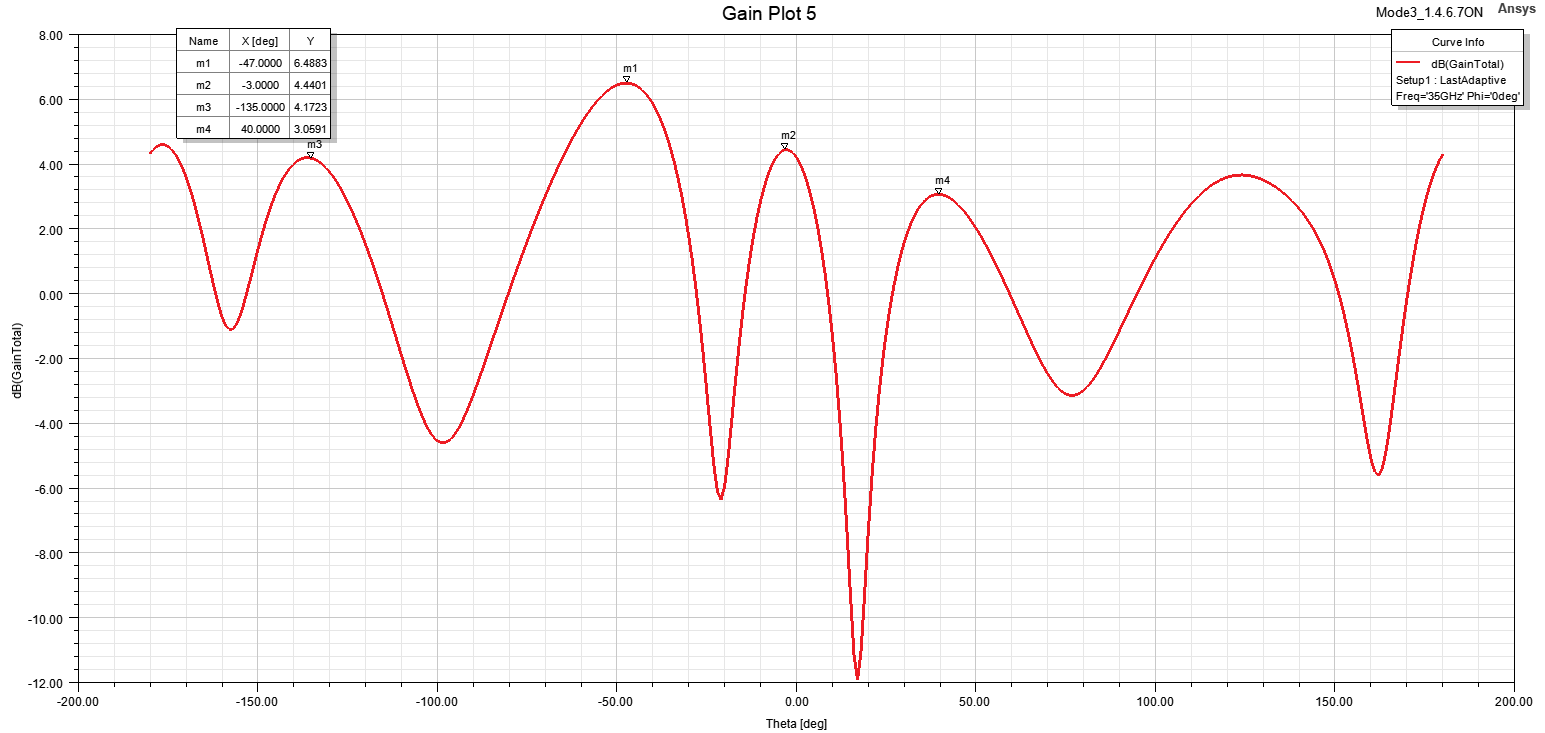 Gain Plot 5
Mode3_1.4.6.7ON
Ansys
Name X [deg] Y
m1 -47.0000 6.4883
m2 -3.0000 4.4401
m3 -135.0000 4.1723
m4 40.0000 3.0591
Curve Info
dB(GainTotal)
Setup1 : LastAdaptive
Freq='35GHz' Phi='0deg'
m1
m2
m3
m4
dB(GainTotal)
8.00
6.00
4.00
2.00
0.00
-2.00
-4.00
-6.00
-8.00
-10.00
-12.00
-200.00 -150.00 -100.00 -50.00 0.00 50.00 100.00 150.00 200.00
Theta [deg]